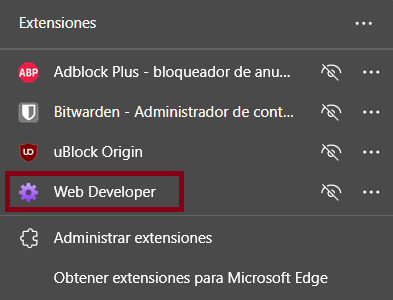 Extensiones
Adblock Plus - bloqueador de anu...
Bitwarden - Administrador de cont...
uBlock Origin
Web Developer
Administrar extensiones
Obtener extensiones para Microsoft Edge